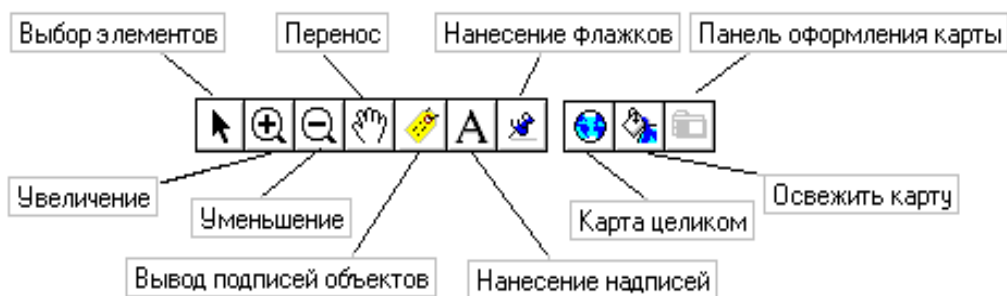 Выбор элементов
Перенос
Нанесение флажков
Панель оформления карты
A
Увеличение
Уменьшение
Карта целиком
Освежить карту
Вывод подписей объектов
Нанесение надписей